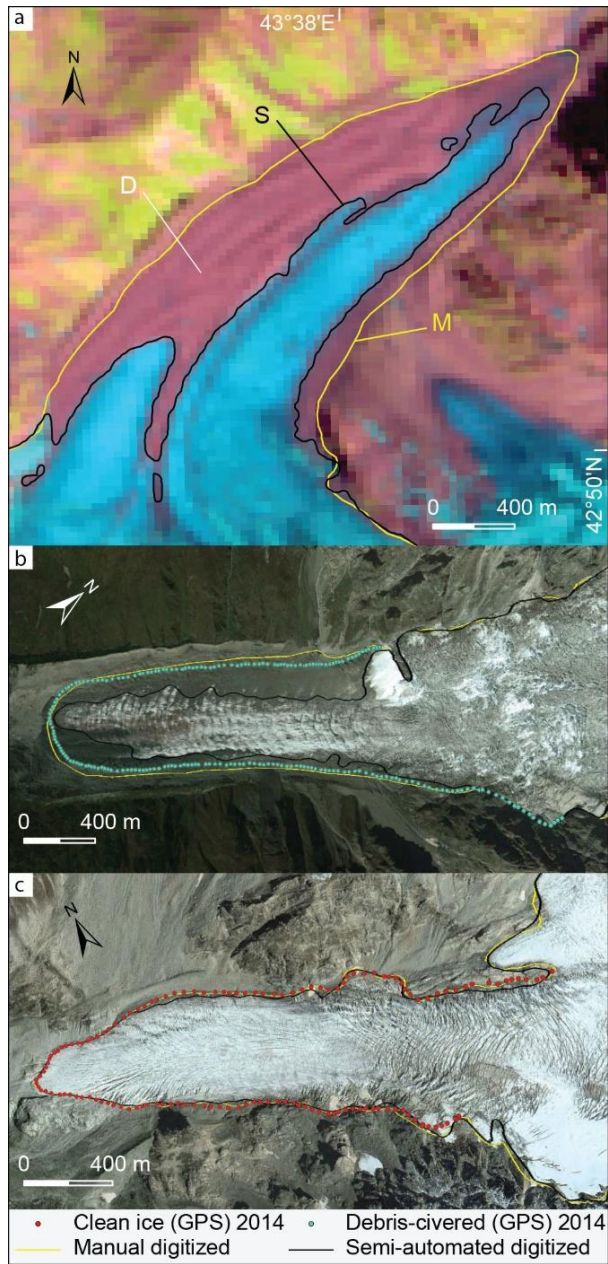 a
43°38'E
N
S
D
M
0 400 m
42°50'N
b
N
0 400 m
c
N
0 400 m
Clean ice (GPS) 2014 Debris-civered (GPS) 2014
Manual digitized Semi-automated digitized